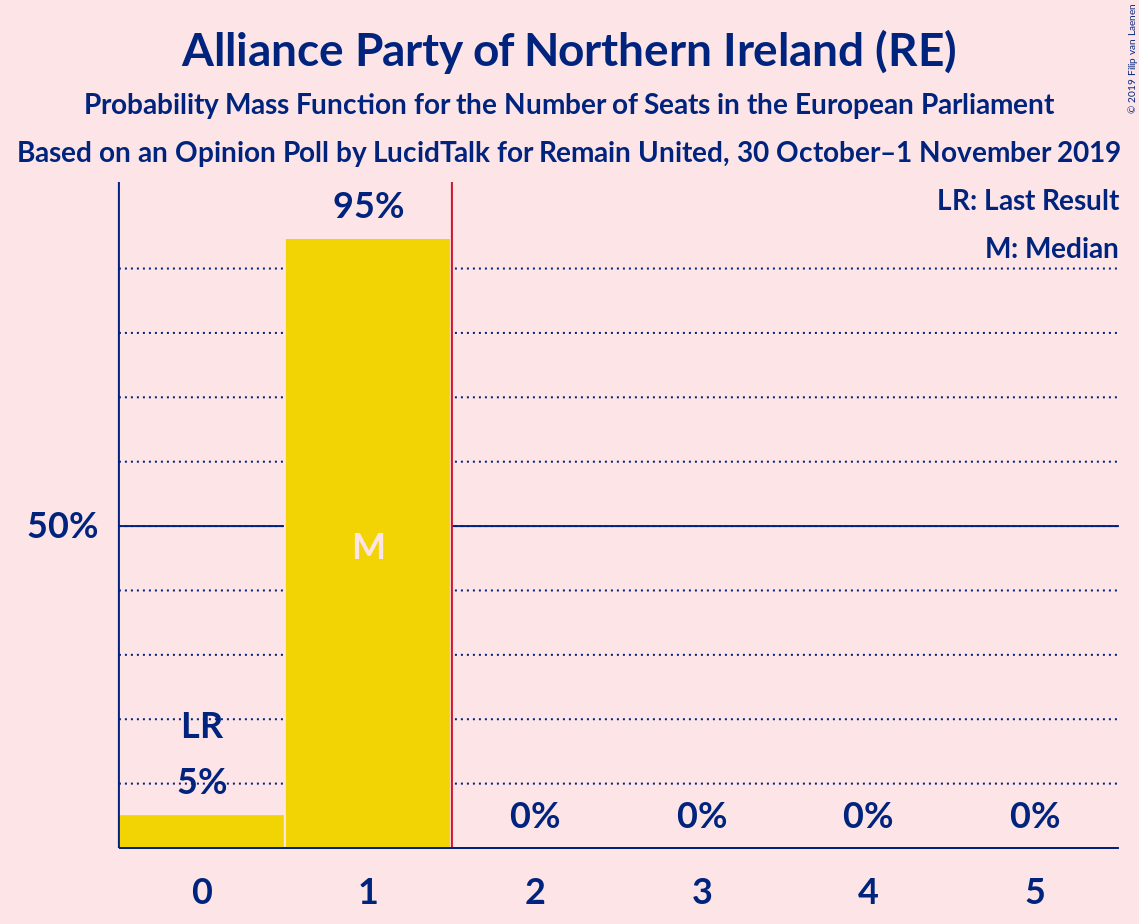 Alliance Party of Northern Ireland (RE)
Probability Mass Function for the Number of Seats in the European Parliament
Based on an Opinion Poll by LucidTalk for Remain United, 30 October–1 November 2019
© 2019 Filip van Laenen
LR: Last Result
M: Median
95%
50%
M
LR
5%
0% 0% 0% 0%
0 1 2 3 4 5